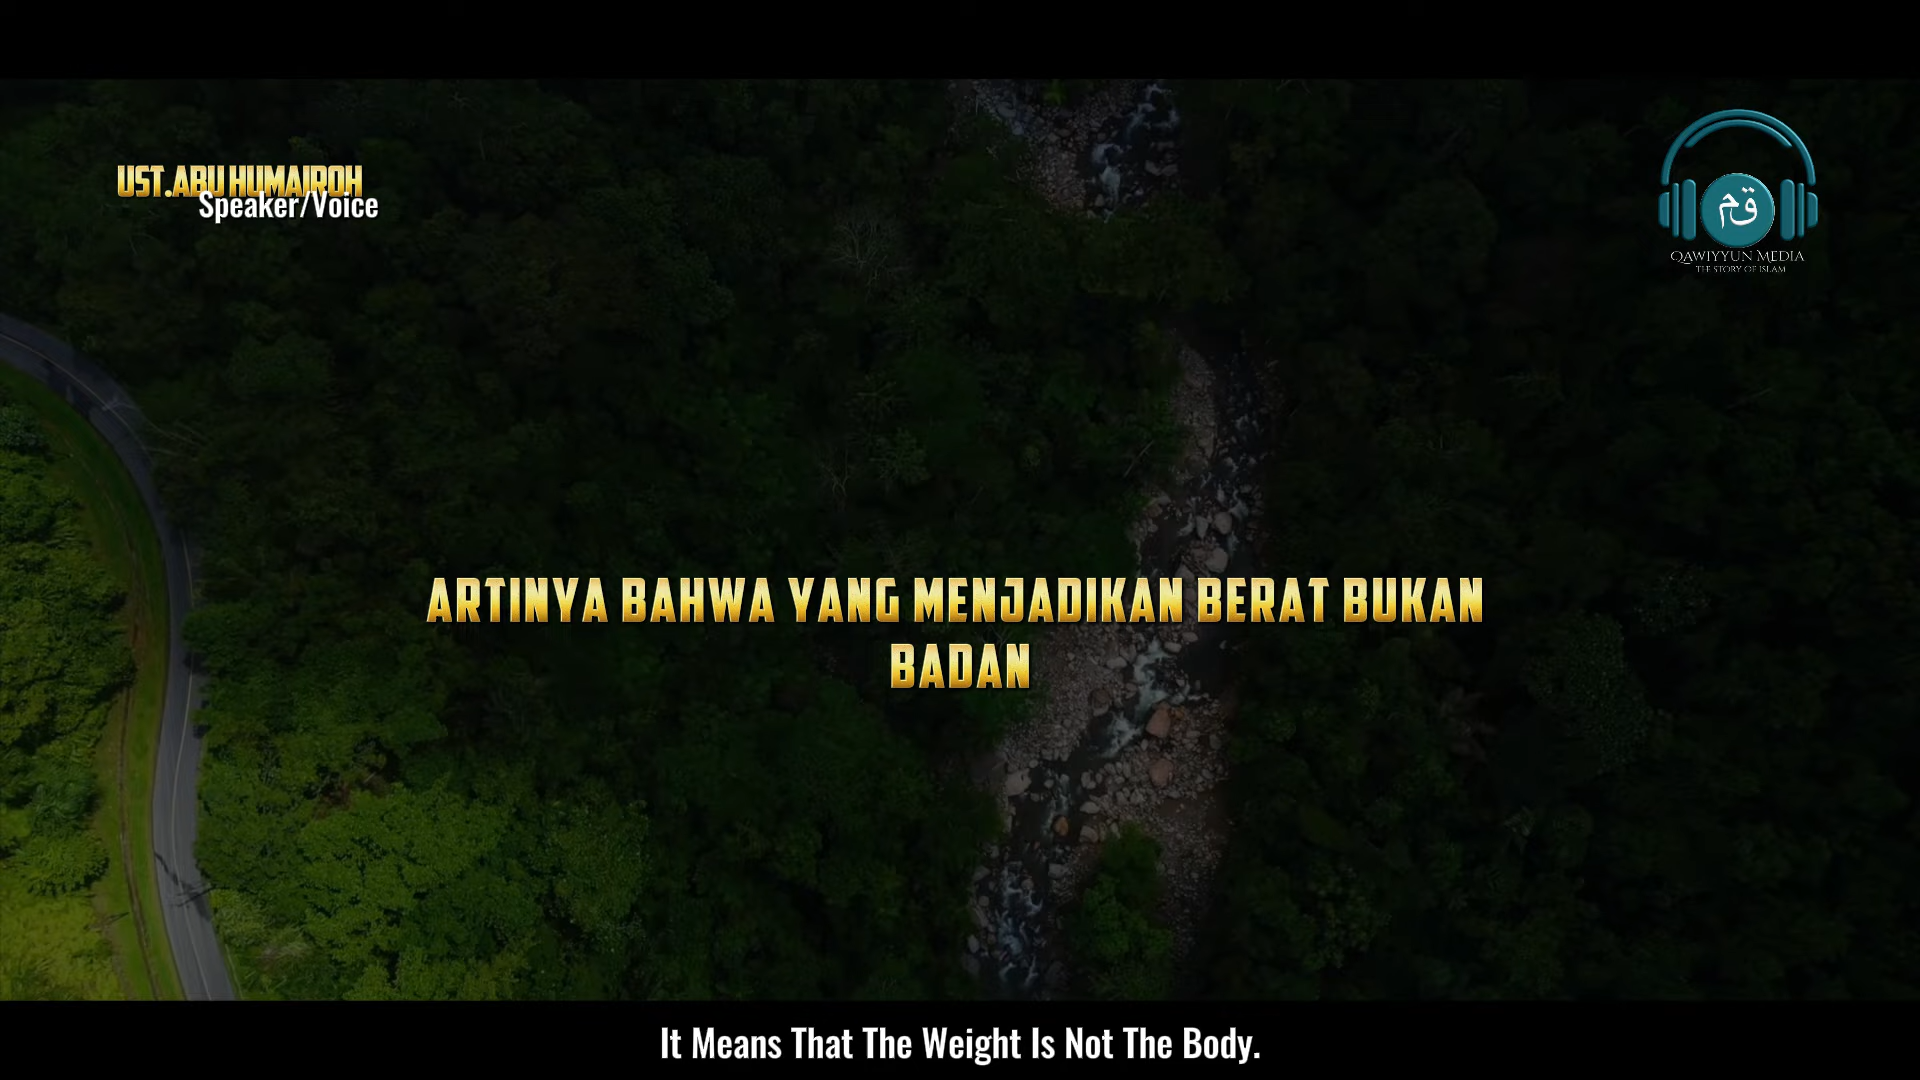 UST.ABU HUMAIROH
Speaker/Voice
قم
QAWIYYUN MEDIA
THE STORY OF ISLAM
ARTINYA BAHWA YANG MENJADIKAN BERAT BUKAN
BADAN
It Means That The Weight Is Not The Body.